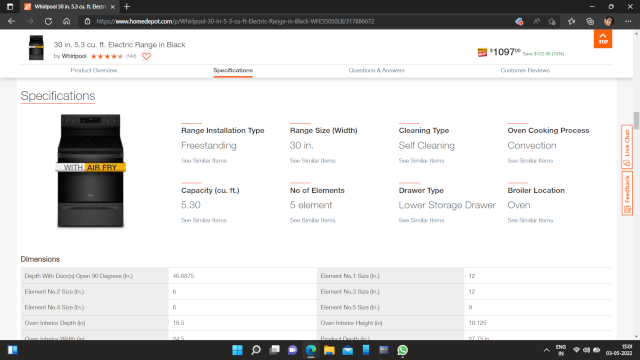 Whirlpool 30 in. 5.3 cu. ft. Electri
https://www.homedepot.com/p/Whirlpool-30-in-5-3-cu-ft-Electric-Range-in-Black-WFE550S0LB/317886672
30 in. 5.3 cu. ft. Electric Range in Black
by Whirlpool
$1097.00
Save $122.00 (10%)
TOP
Product Overview
Specifications
Questions & Answers
Customer Reviews
Specifications
WITH AIR FRY
Range Installation Type
Freestanding
See Similar Items
Range Size (Width)
30 in.
See Similar Items
Cleaning Type
Self Cleaning
See Similar Items
Oven Cooking Process
Convection
See Similar Items
Capacity (cu. ft.)
5.30
See Similar Items
No of Elements
5 element
See Similar Items
Drawer Type
Lower Storage Drawer
See Similar Items
Broiler Location
Oven
See Similar Items
Live Chat
Feedback
Dimensions
Depth With Door(s) Open 90 Degrees (In.) 46.6875 Element No.1 Size (In.) 12
Element No.2 Size (In.) 6 Element No.3 Size (In.) 12
Element No.4 Size (In.) 6 Element No.5 Size (In.) 9
Oven Interior Depth (in) 18.5 Oven Interior Height (in) 18.125
Oven Interior Width (in) 24.5 Product Depth (in.) 27.75 in
ENG
IN
15:01
03-05-2022